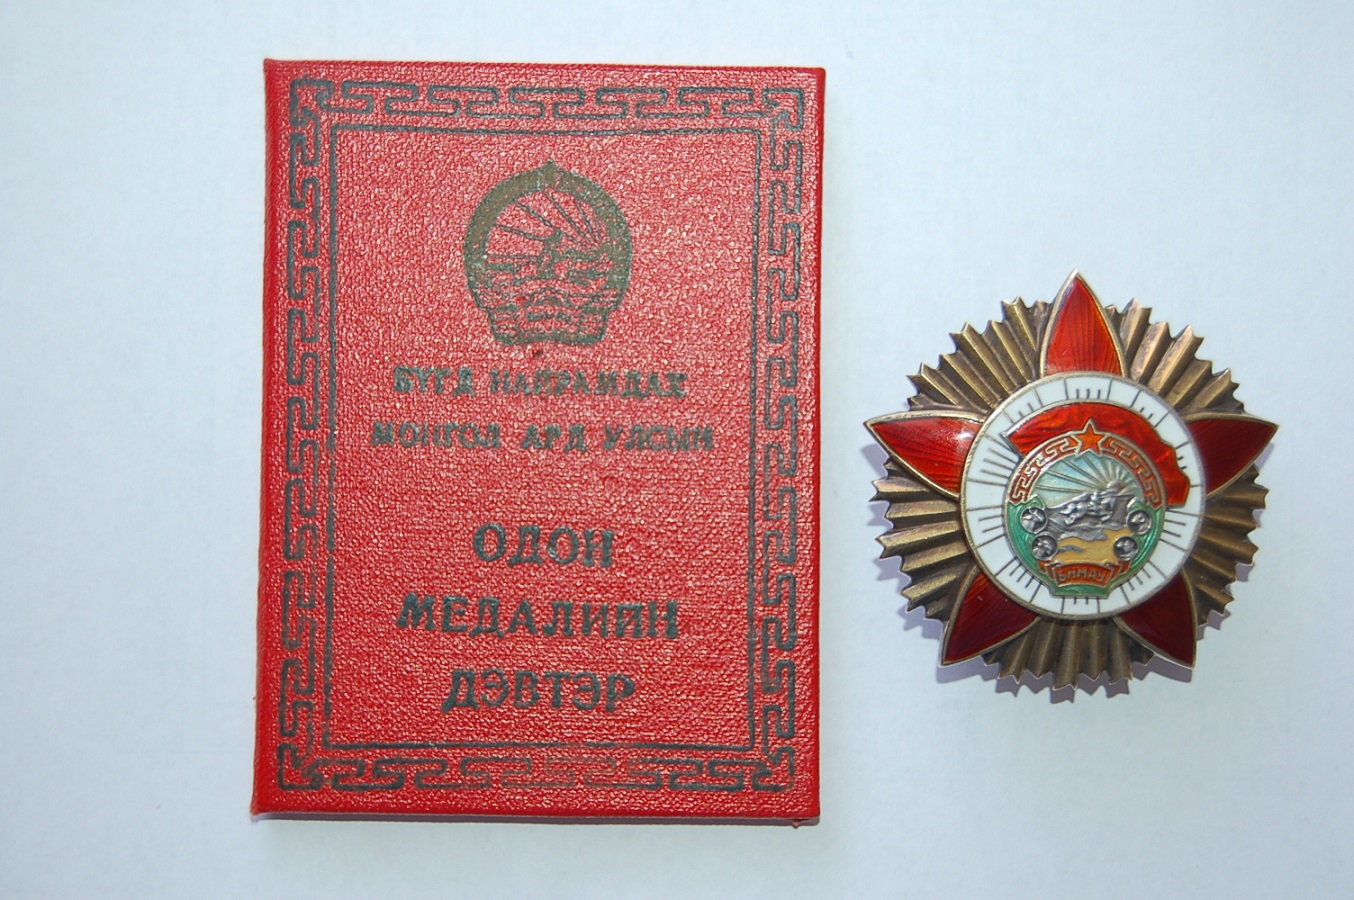 БҮГД НАЙРАМДАХ
МОНГОЛ АРД УЛСЫН
ОДОН
МЕДАЛИЙН
ДЭВТЭР
БНМАУ